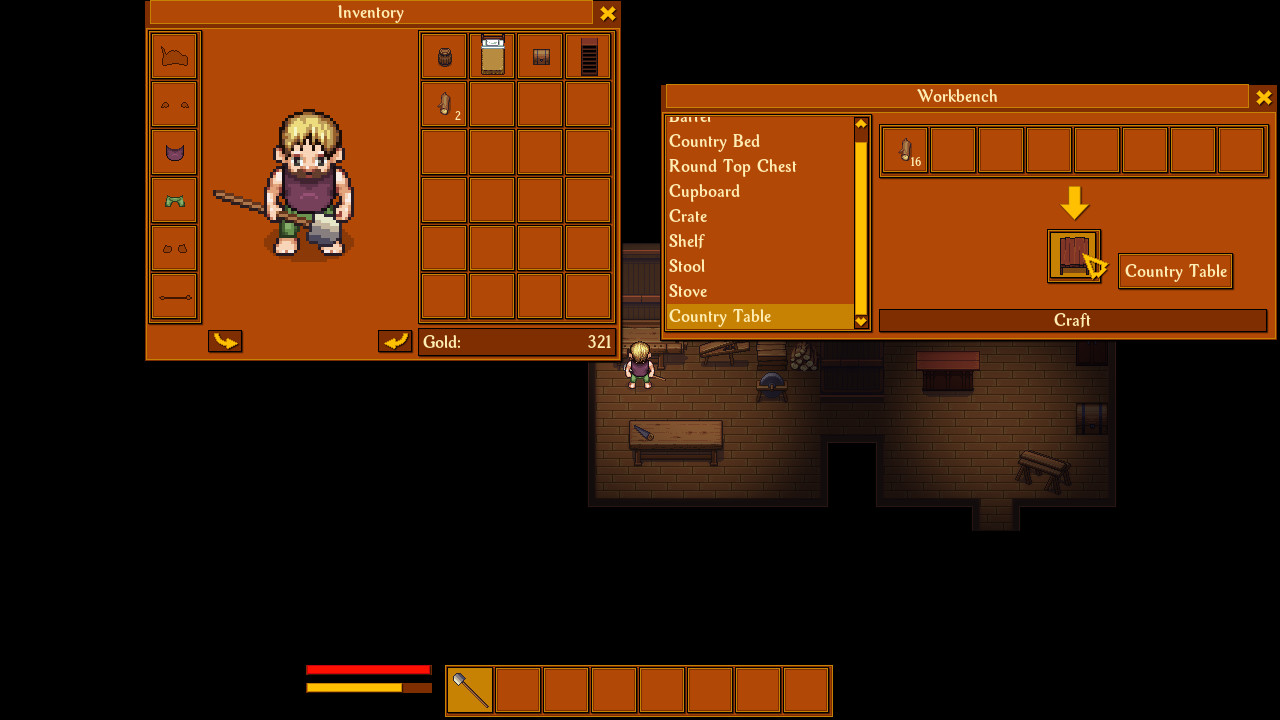 Inventory
2
Gold: 321
Workbench
Barrel
Country Bed
Round Top Chest
Cupboard
Crate
Shelf
Stool
Stove
Country Table
16
Country Table
Craft